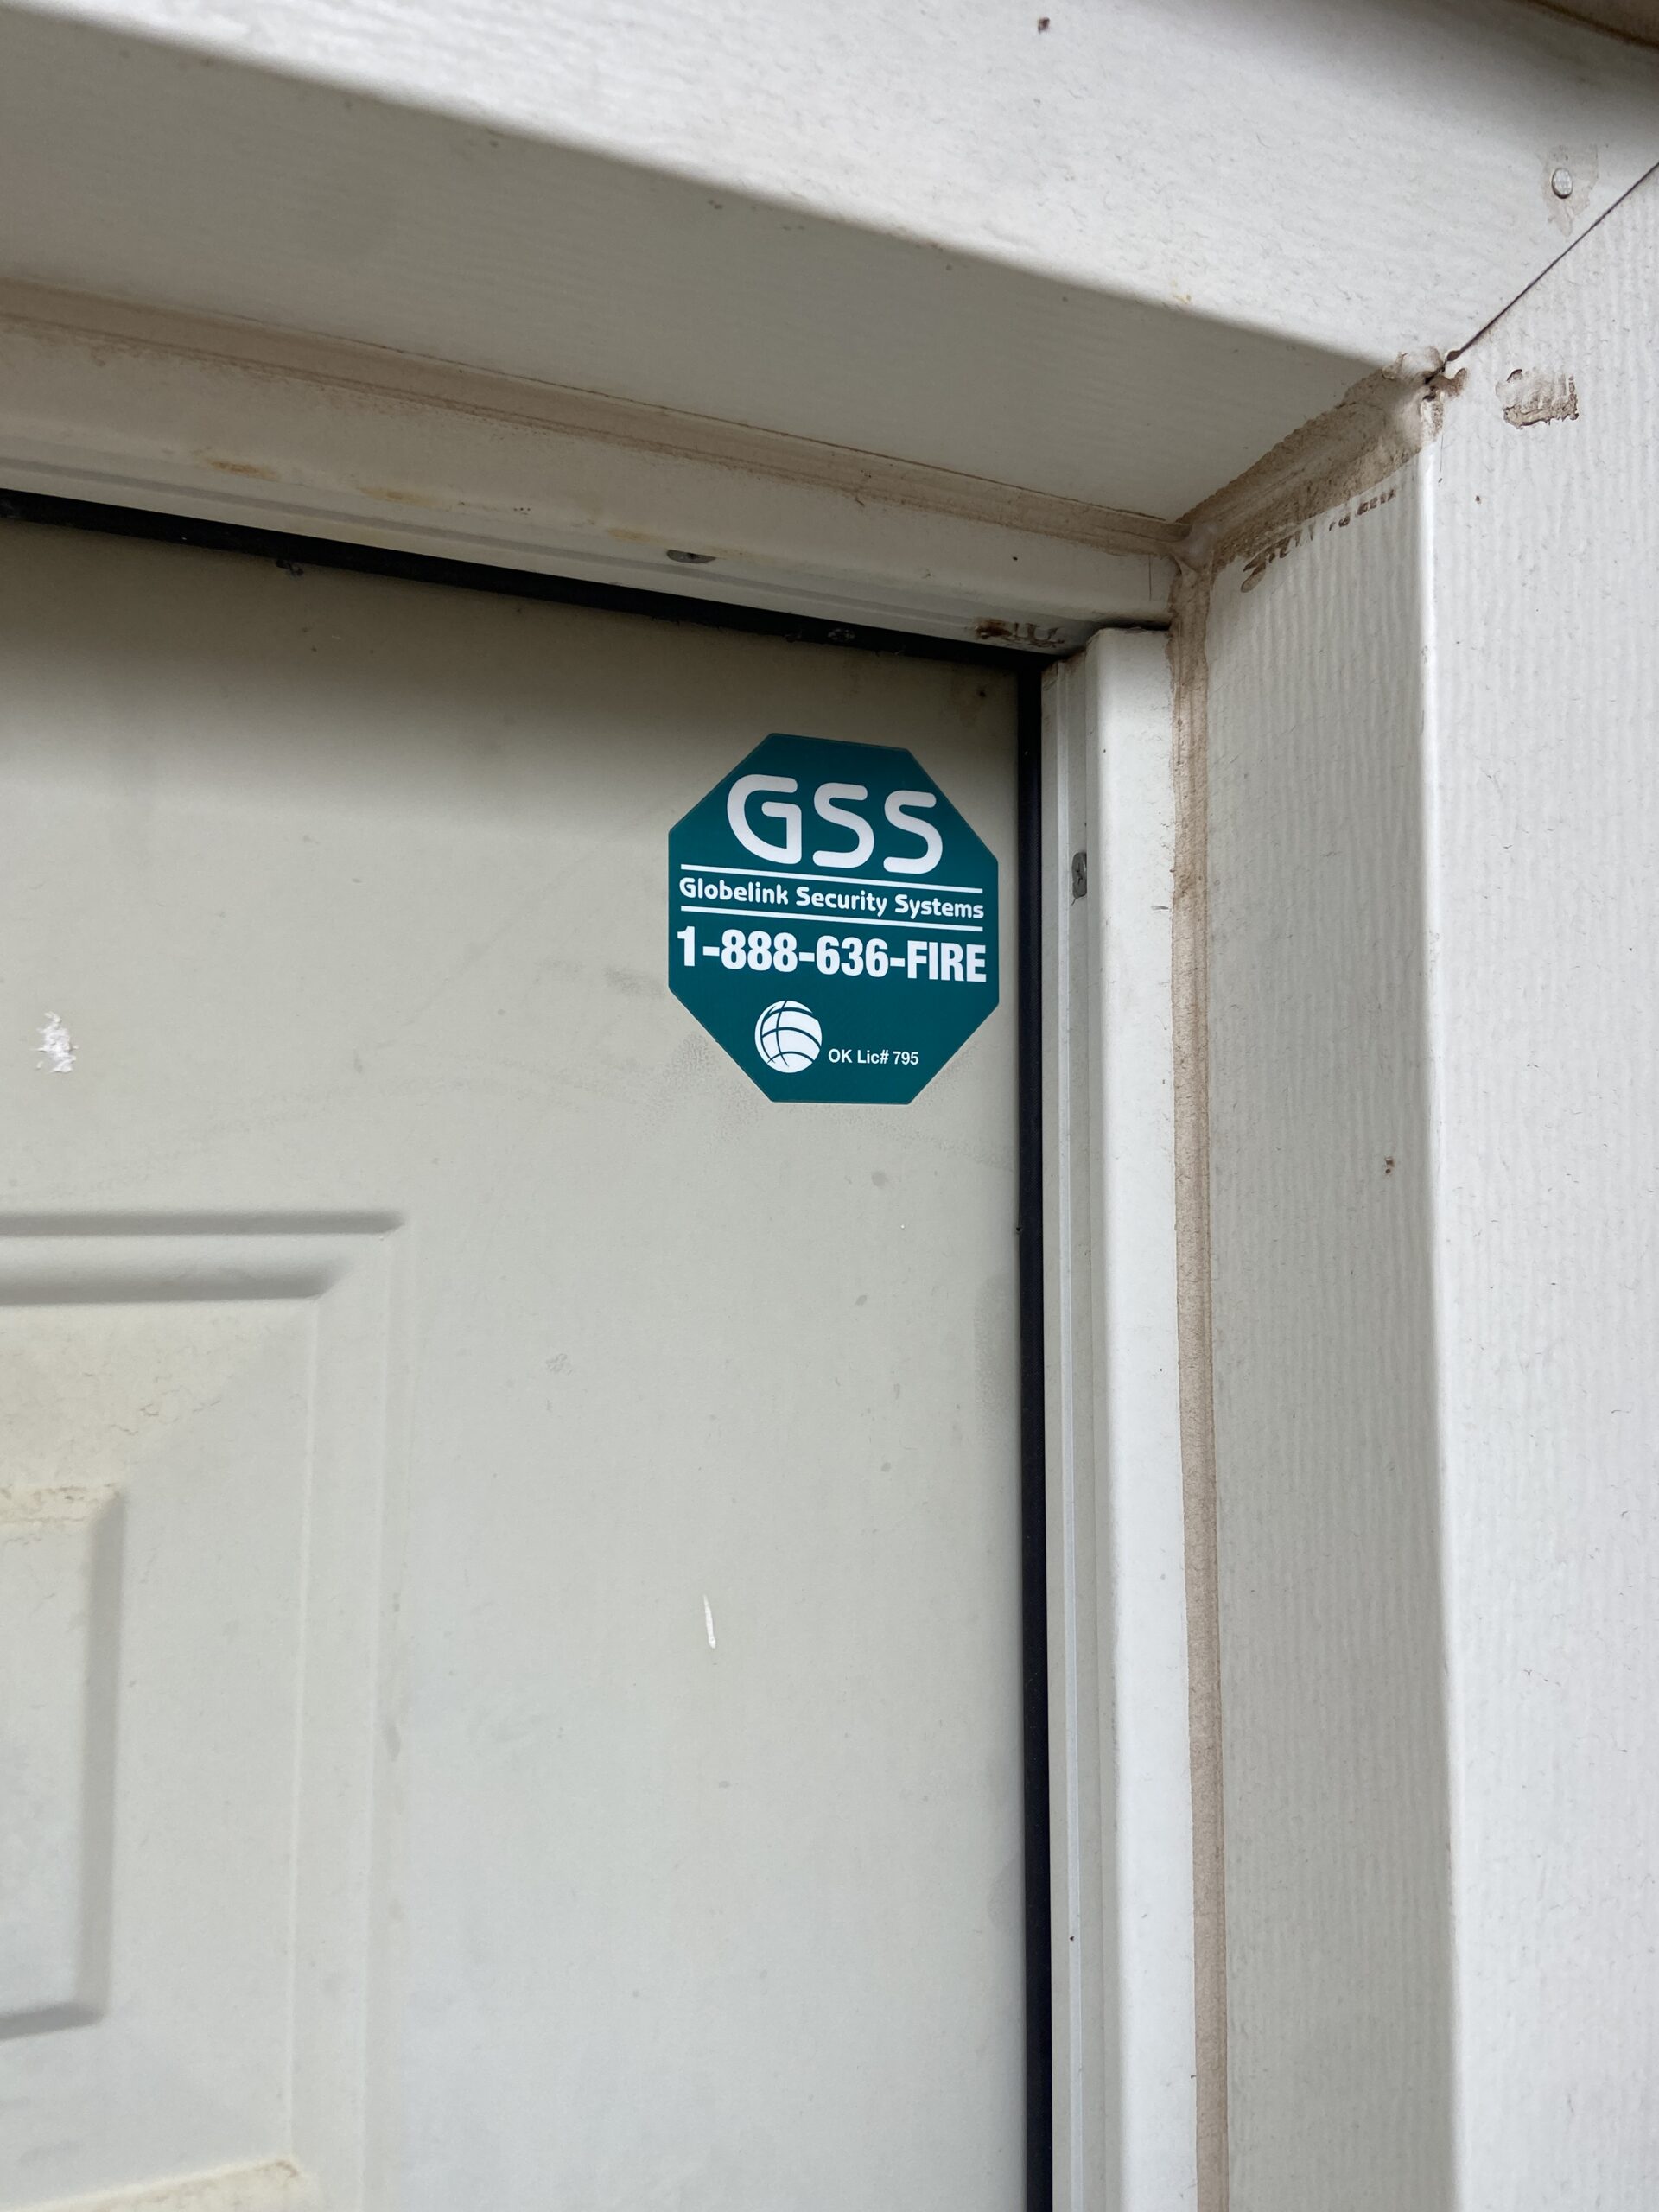 GSS
Globelink Security Systems
1-888-636-FIRE
OK Lic# 795